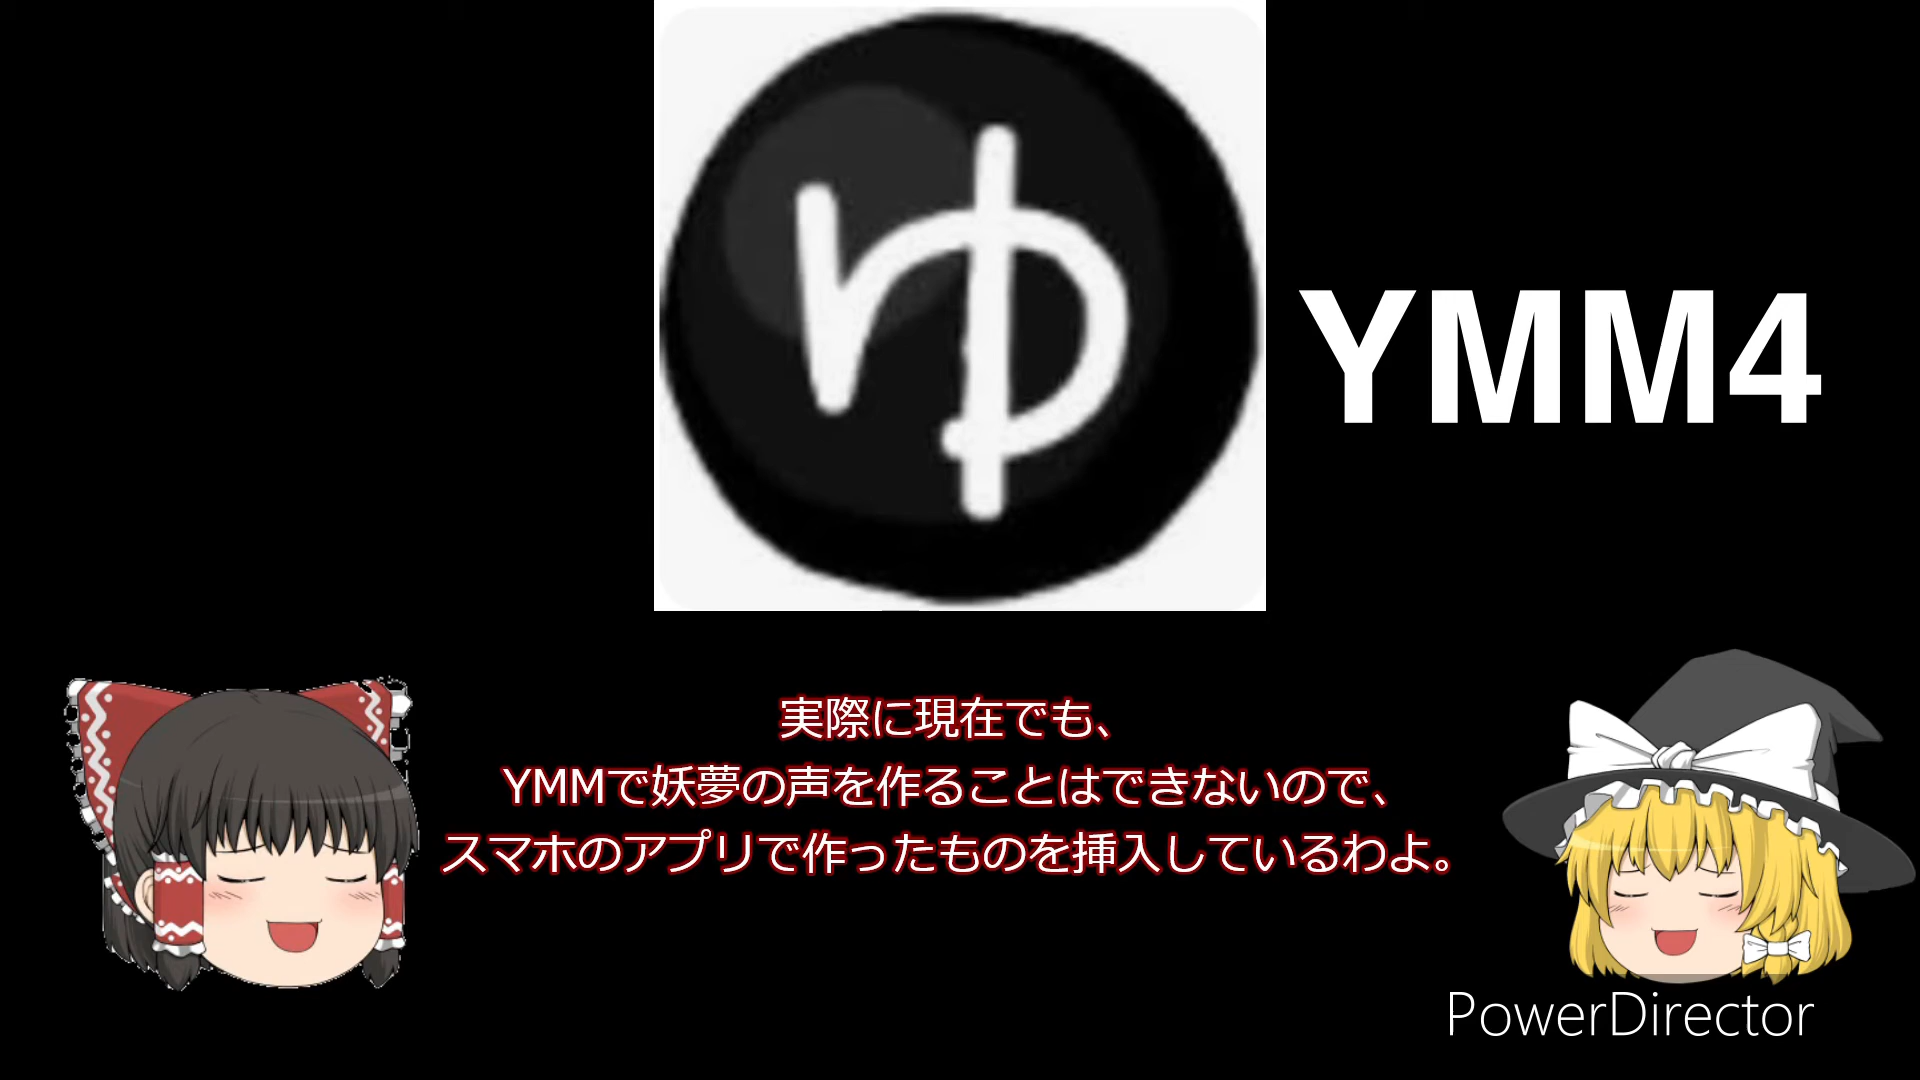 ゆ
YMM4
実際に現在でも、
YMMで妖夢の声を作ることはできないので、
スマホのアプリで作ったものを挿入しているわよ。
PowerDirector